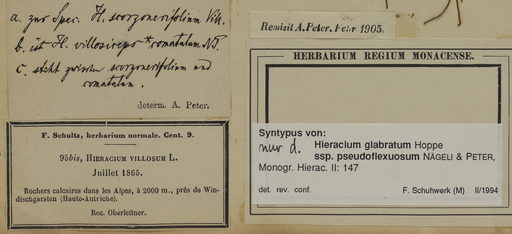 a. zur Spec. H. scorzonerifolium Vill.
b. ist H. villosiceps * comatulum NP.
c. steht zwischen scorzonerifolium und
comatulum.
determ. A. Peter.
F. Schultz, herbarium normale. Cent. 9.
95bis, HIERACIUM VILLOSUM L.
Juillet 1865.
Rochers calcaires dans les Alpes, à 2000 m., près de Win-
dischgarsten (Haute-Autriche).
Rec. Oberleitner.
Remisit A. Peter. Febr 1905.
HERBARIUM REGIUM MONACENSE.
Syntypus von:
nur d. Hieracium glabratum Hoppe
ssp. pseudoflexuosum NÄGELI & PETER,
Monogr. Hierac. II: 147
det. rev. conf. F. Schuhwerk (M) II/1994